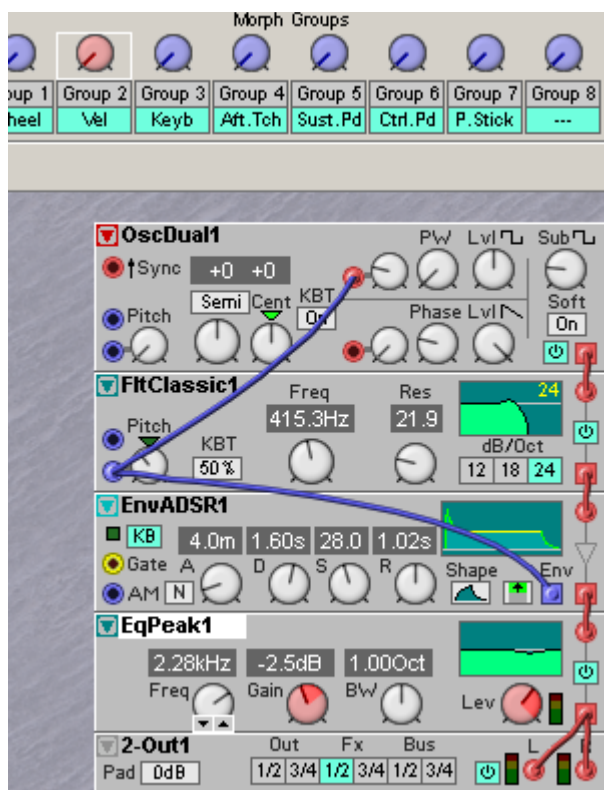 Morph Groups
oup 1 Group 2 Group 3 Group 4 Group 5 Group 6 Group 7 Group 8
heel Vel Keyb Aft.Tch Sust.Pd Ctrl.Pd P.Stick ---
OscDual1 PW Lvl Sub
Sync +0 +0
Semi Cent KBT
Pitch On Phase Lvl Soft
On
FltClassic1 Freq Res 24
Pitch 415.3Hz 21.9
KBT dB/Oct
50% 12 18 24
EnvADSR1
KB 4.0m 1.60s 28.0 1.02s
Gate A D S R Shape Env
AM N
EqPeak1
2.28kHz -2.5dB 1.00Oct
Freq Gain BW Lev
2-Out1 Out Fx Bus L R
Pad 0dB 1/2 3/4 1/2 3/4 1/2 3/4